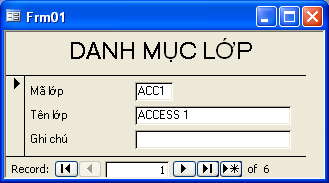 Frm01
DANH MỤC LỚP
Mã lớp ACC1
Tên lớp ACCESS 1
Ghi chú
Record: 1 of 6